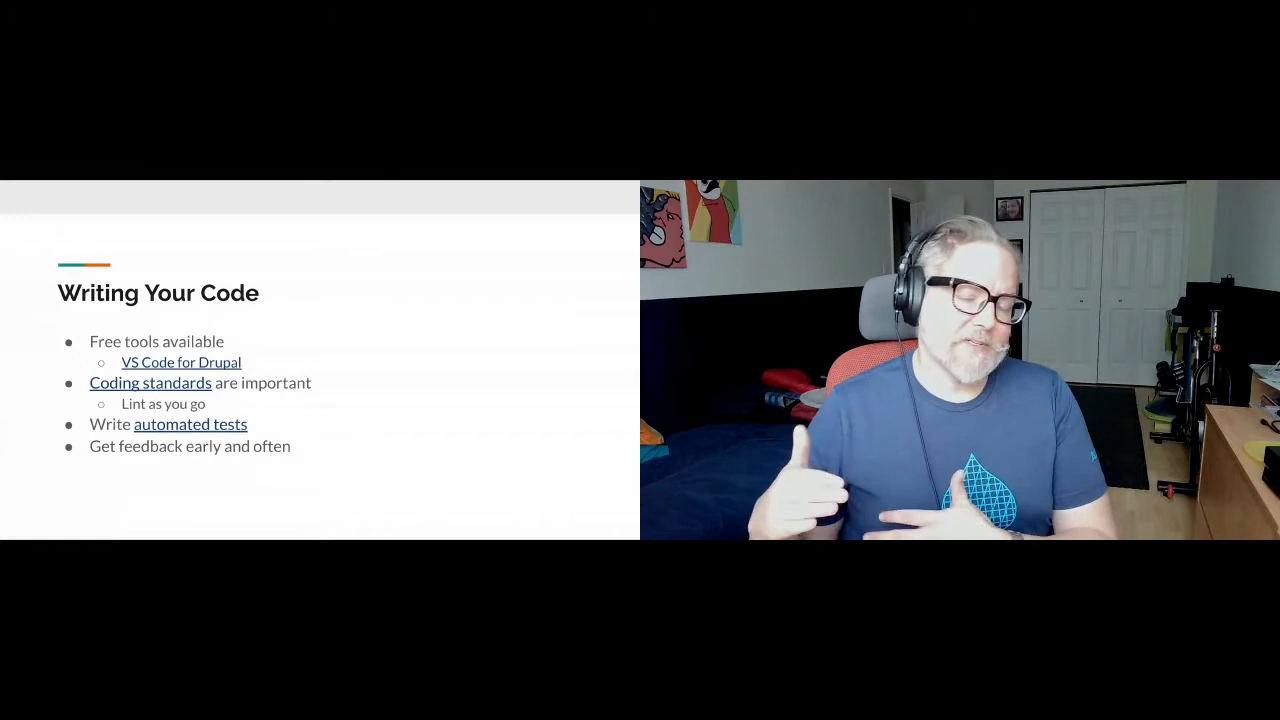 Writing Your Code
● Free tools available
○ VS Code for Drupal
● Coding standards are important
○ Lint as you go
● Write automated tests
● Get feedback early and often